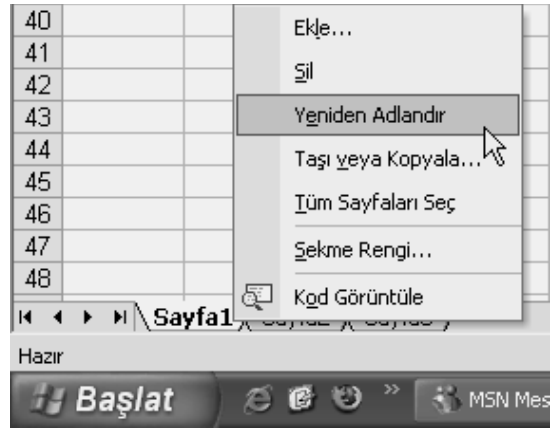 40
Ekle...
41
Sil
42
43
Yeniden Adlandır
44
Taşı veya Kopyala...
45
Tüm Sayfaları Seç
46
47
Sekme Rengi...
48
Kod Görüntüle
Sayfa1
Hazır
Başlat
MSN Mes